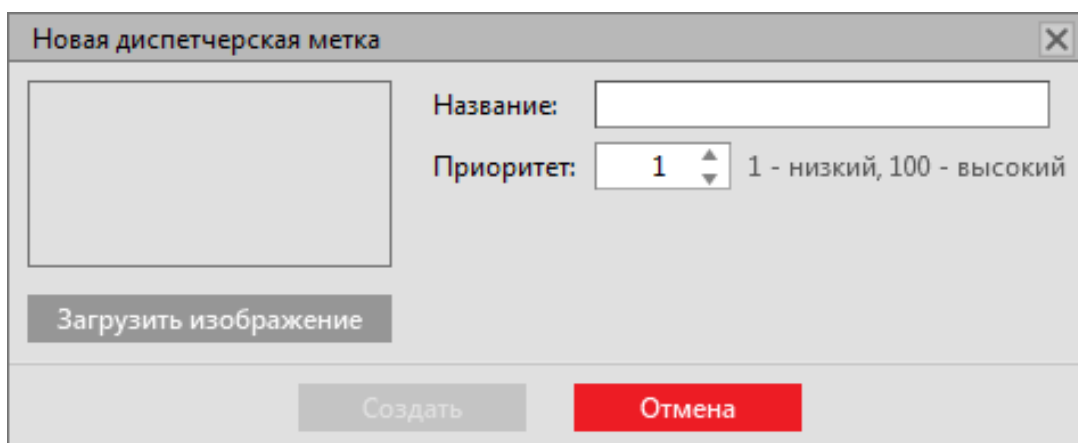 Новая диспетчерская метка
Название:
Приоритет: 1 1 - низкий, 100 - высокий
Загрузить изображение
Создать Отмена